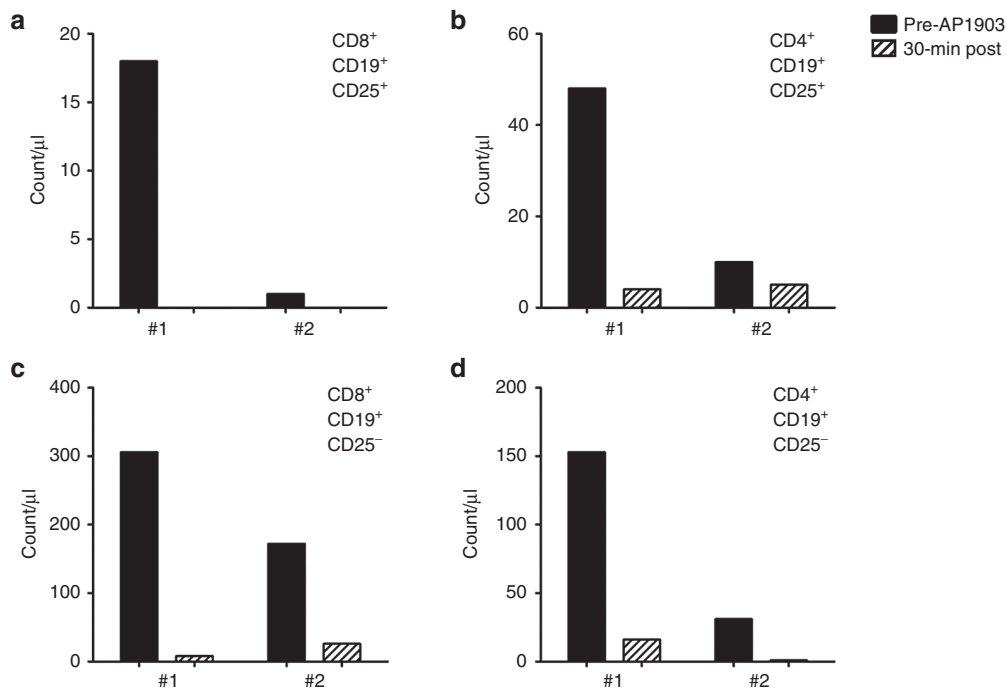 a
20
15
10
5
0
Count/µl
CD8⁺
CD19⁺
CD25⁺
#1 #2
b
60
40
20
0
Count/µl
CD4⁺
CD19⁺
CD25⁺
#1 #2
Pre-AP1903
30-min post
c
400
300
200
100
0
Count/µl
CD8⁺
CD19⁺
CD25⁻
#1 #2
d
200
150
100
50
0
Count/µl
CD4⁺
CD19⁺
CD25⁻
#1 #2